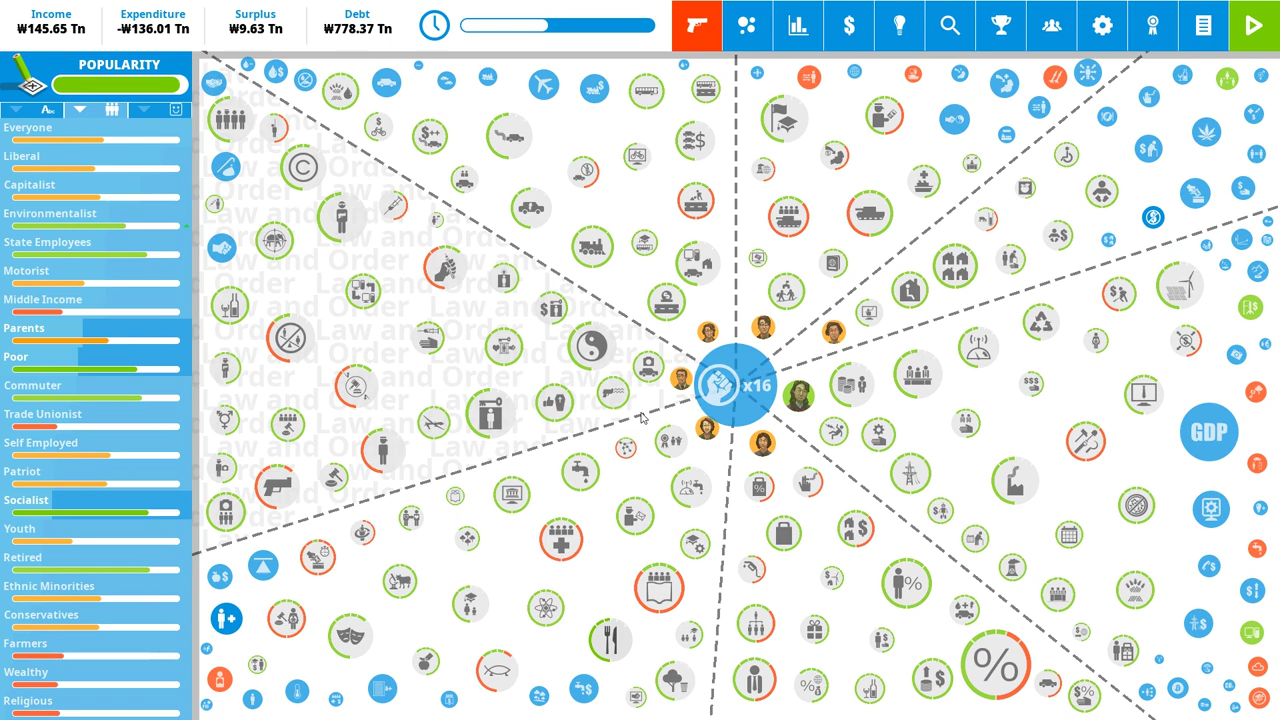 Income
Expenditure
Surplus
Debt
₩145.65 Tn
-₩136.01 Tn
₩9.63 Tn
₩778.37 Tn
POPULARITY
Everyone
Liberal
Capitalist
Environmentalist
State Employees
Motorist
Middle Income
Parents
Poor
Commuter
Trade Unionist
Self Employed
Patriot
Socialist
Youth
Retired
Ethnic Minorities
Conservatives
Farmers
Wealthy
Religious
Law and Order
x16
GDP